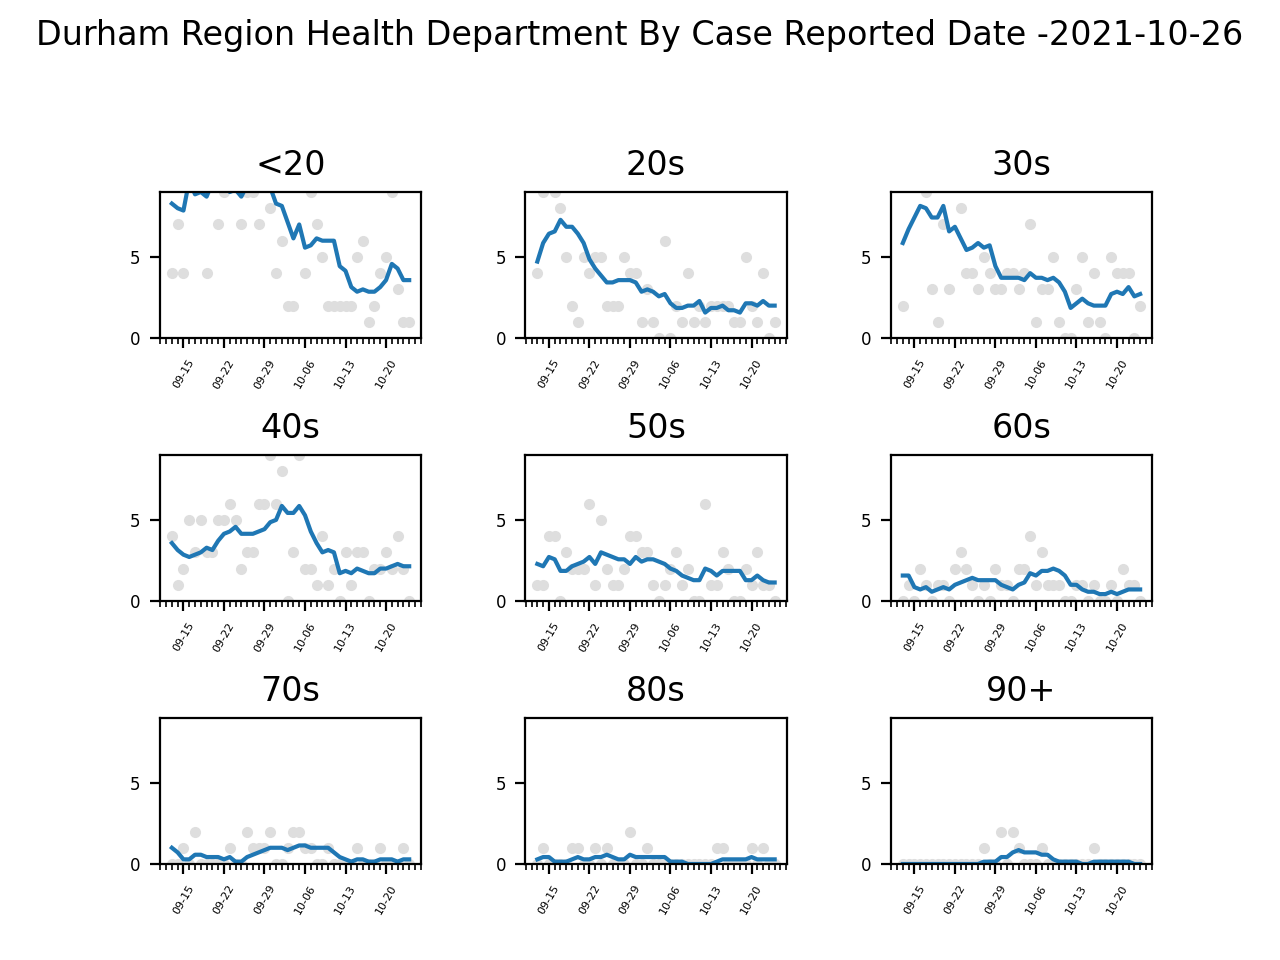 Durham Region Health Department By Case Reported Date -2021-10-26
<20 20s 30s
5 5 5
0 0 0
09-15 09-22 09-29 10-06 10-13 10-20 09-15 09-22 09-29 10-06 10-13 10-20 09-15 09-22 09-29 10-06 10-13 10-20
40s 50s 60s
5 5 5
0 0 0
09-15 09-22 09-29 10-06 10-13 10-20 09-15 09-22 09-29 10-06 10-13 10-20 09-15 09-22 09-29 10-06 10-13 10-20
70s 80s 90+
5 5 5
0 0 0
09-15 09-22 09-29 10-06 10-13 10-20 09-15 09-22 09-29 10-06 10-13 10-20 09-15 09-22 09-29 10-06 10-13 10-20